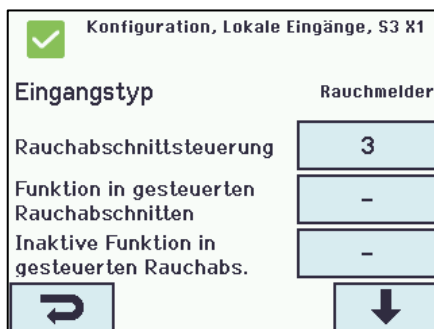 Konfiguration, Lokale Eingänge, S3 X1
Eingangstyp Rauchmelder
Rauchabschnittsteuerung 3
Funktion in gesteuerten
Rauchabschnitten -
Inaktive Funktion in
gesteuerten Rauchabs. -